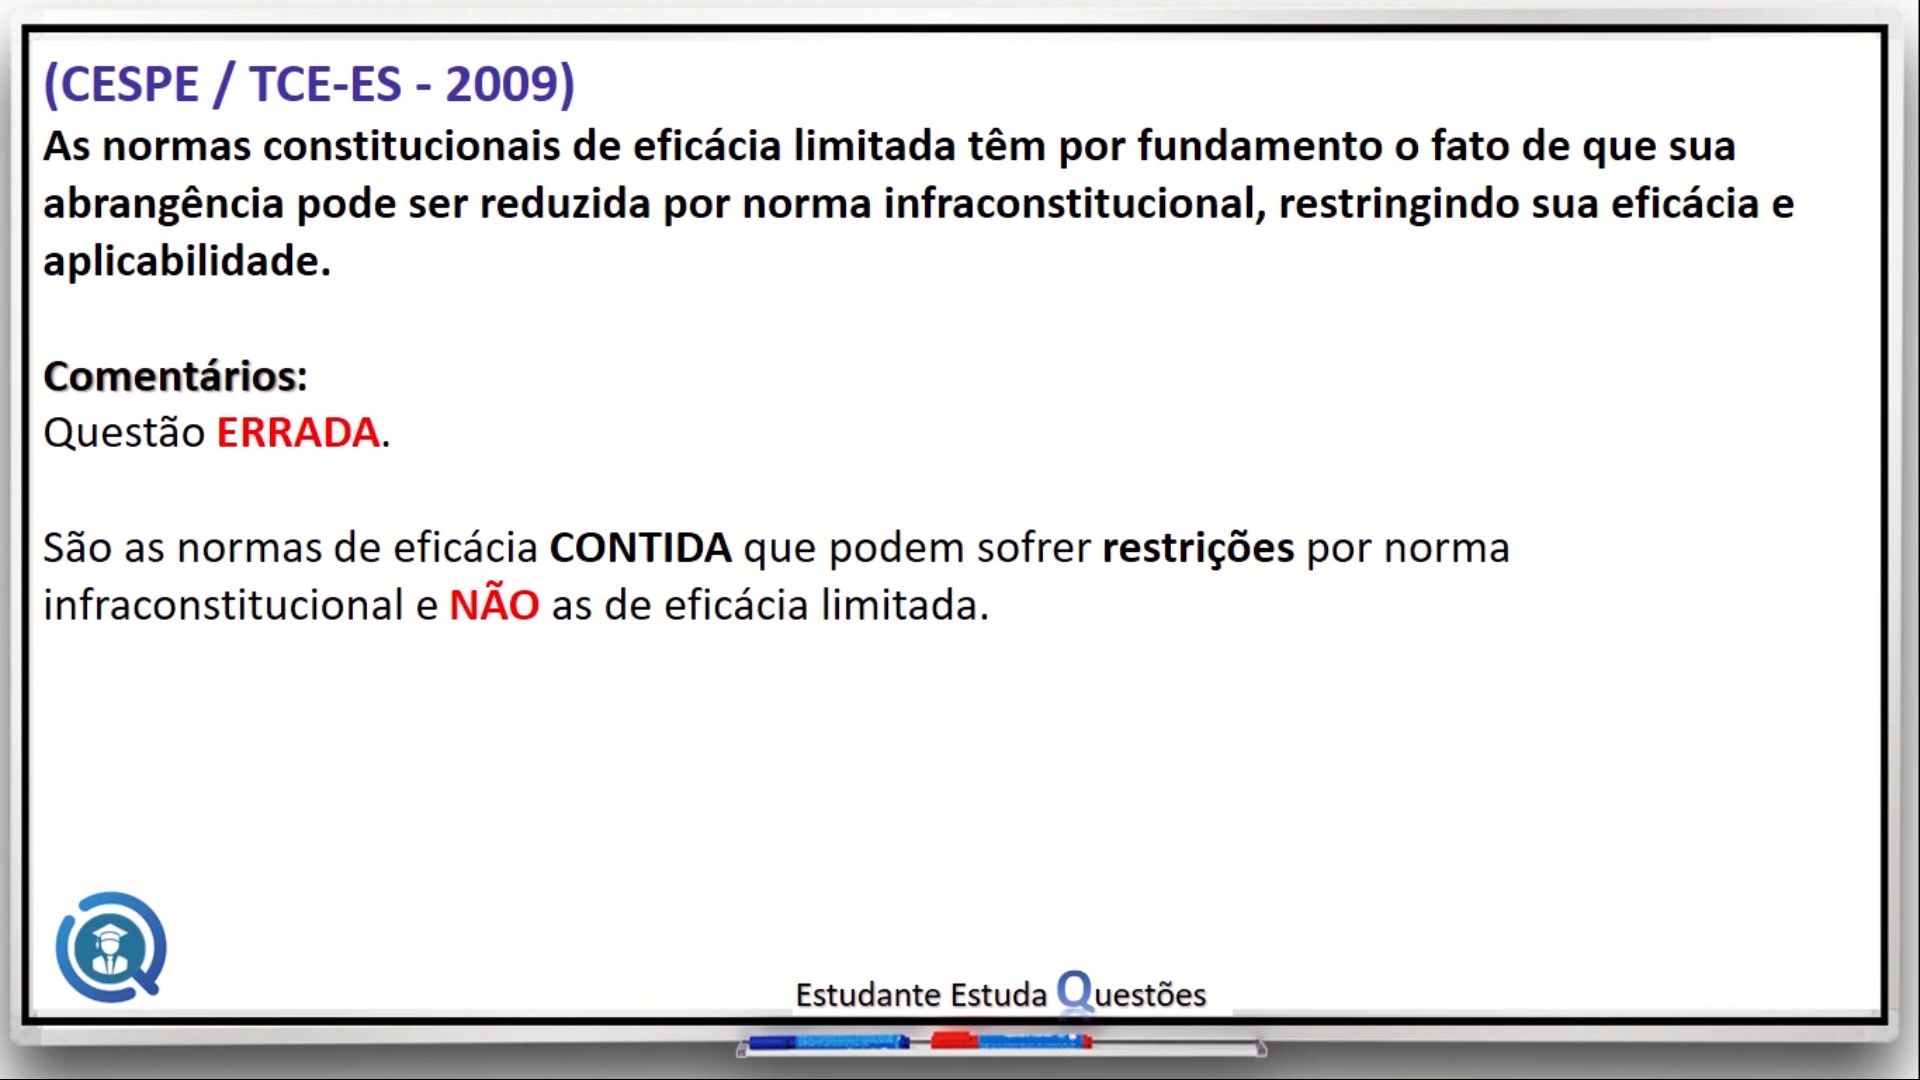 (CESPE / TCE-ES - 2009)
As normas constitucionais de eficácia limitada têm por fundamento o fato de que sua
abrangência pode ser reduzida por norma infraconstitucional, restringindo sua eficácia e
aplicabilidade.
Comentários:
Questão ERRADA.
São as normas de eficácia CONTIDA que podem sofrer restrições por norma
infraconstitucional e NÃO as de eficácia limitada.
Estudante Estuda Questões